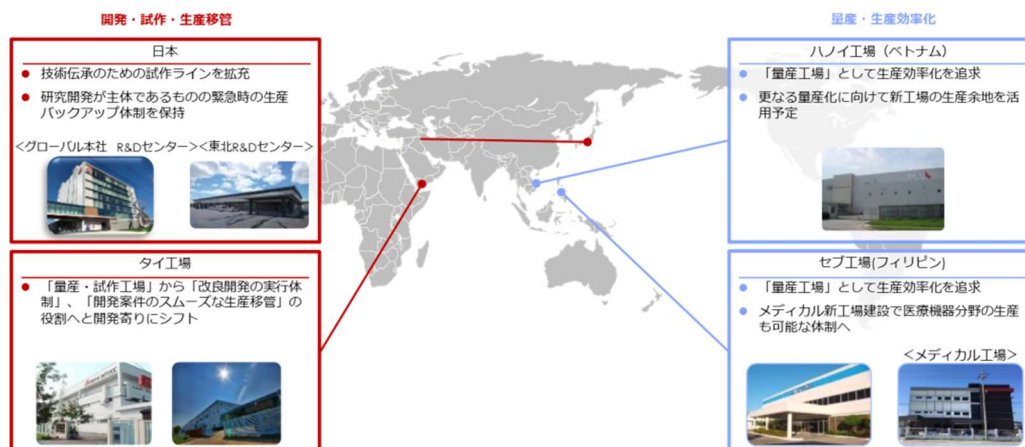 開発・試作・生産移管
日本
● 技術伝承のための試作ラインを拡充
● 研究開発が主体であるものの緊急時の生産
バックアップ体制を保持
<グローバル本社 R&Dセンター><東北R&Dセンター>
タイ工場
● 「量産・試作工場」から「改良開発の実行体
制」、「開発案件のスムーズな生産移管」の
役割へと開発寄りにシフト
量産・生産効率化
ハノイ工場（ベトナム）
● 「量産工場」として生産効率化を追求
● 更なる量産化に向けて新工場の生産余地を活
用予定
セブ工場(フィリピン)
● 「量産工場」として生産効率化を追求
● メディカル新工場建設で医療機器分野の生産
も可能な体制へ
<メディカル工場>